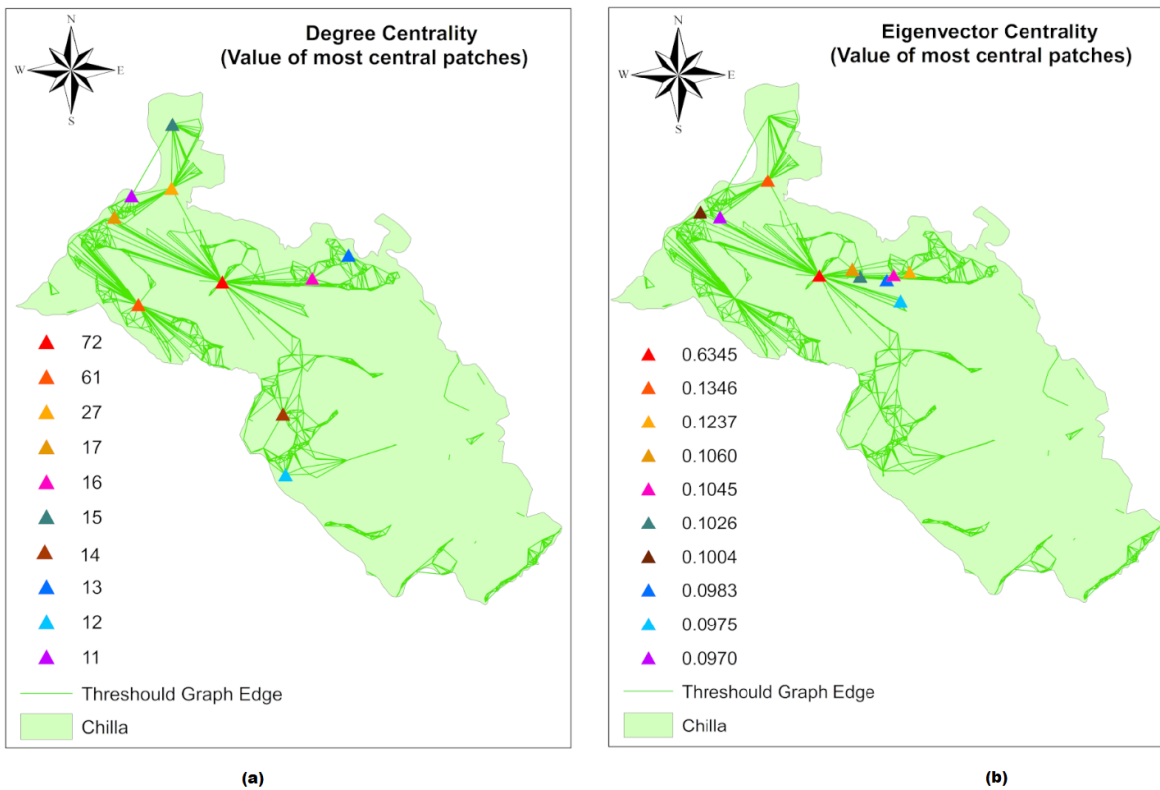 N
W
E
S
Degree Centrality
(Value of most central patches)
72
61
27
17
16
15
14
13
12
11
Threshould Graph Edge
Chilla
(a)
N
W
E
S
Eigenvector Centrality
(Value of most central patches)
0.6345
0.1346
0.1237
0.1060
0.1045
0.1026
0.1004
0.0983
0.0975
0.0970
Threshould Graph Edge
Chilla
(b)